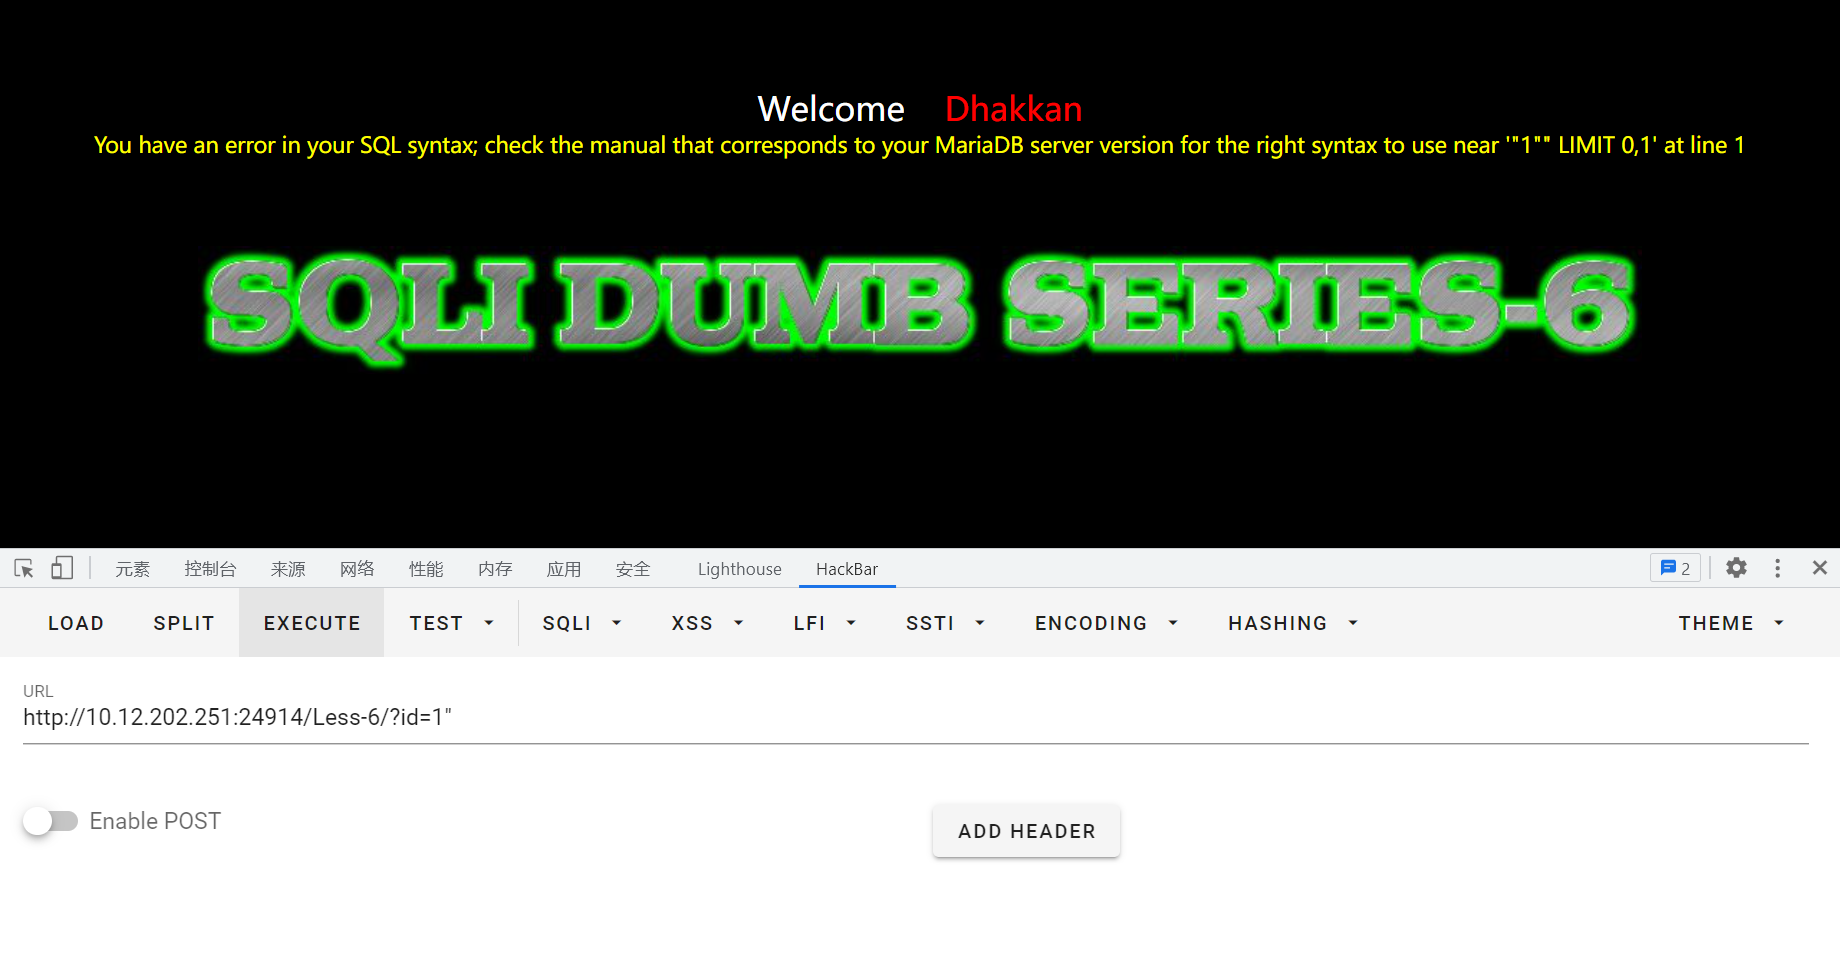 Welcome Dhakkan
You have an error in your SQL syntax; check the manual that corresponds to your MariaDB server version for the right syntax to use near '"1"" LIMIT 0,1' at line 1
SQLI DUMB SERIES-6
元素 控制台 来源 网络 性能 内存 应用 安全 Lighthouse HackBar 2
LOAD SPLIT EXECUTE TEST SQLI XSS LFI SSTI ENCODING HASHING THEME
URL
http://10.12.202.251:24914/Less-6/?id=1"
Enable POST ADD HEADER